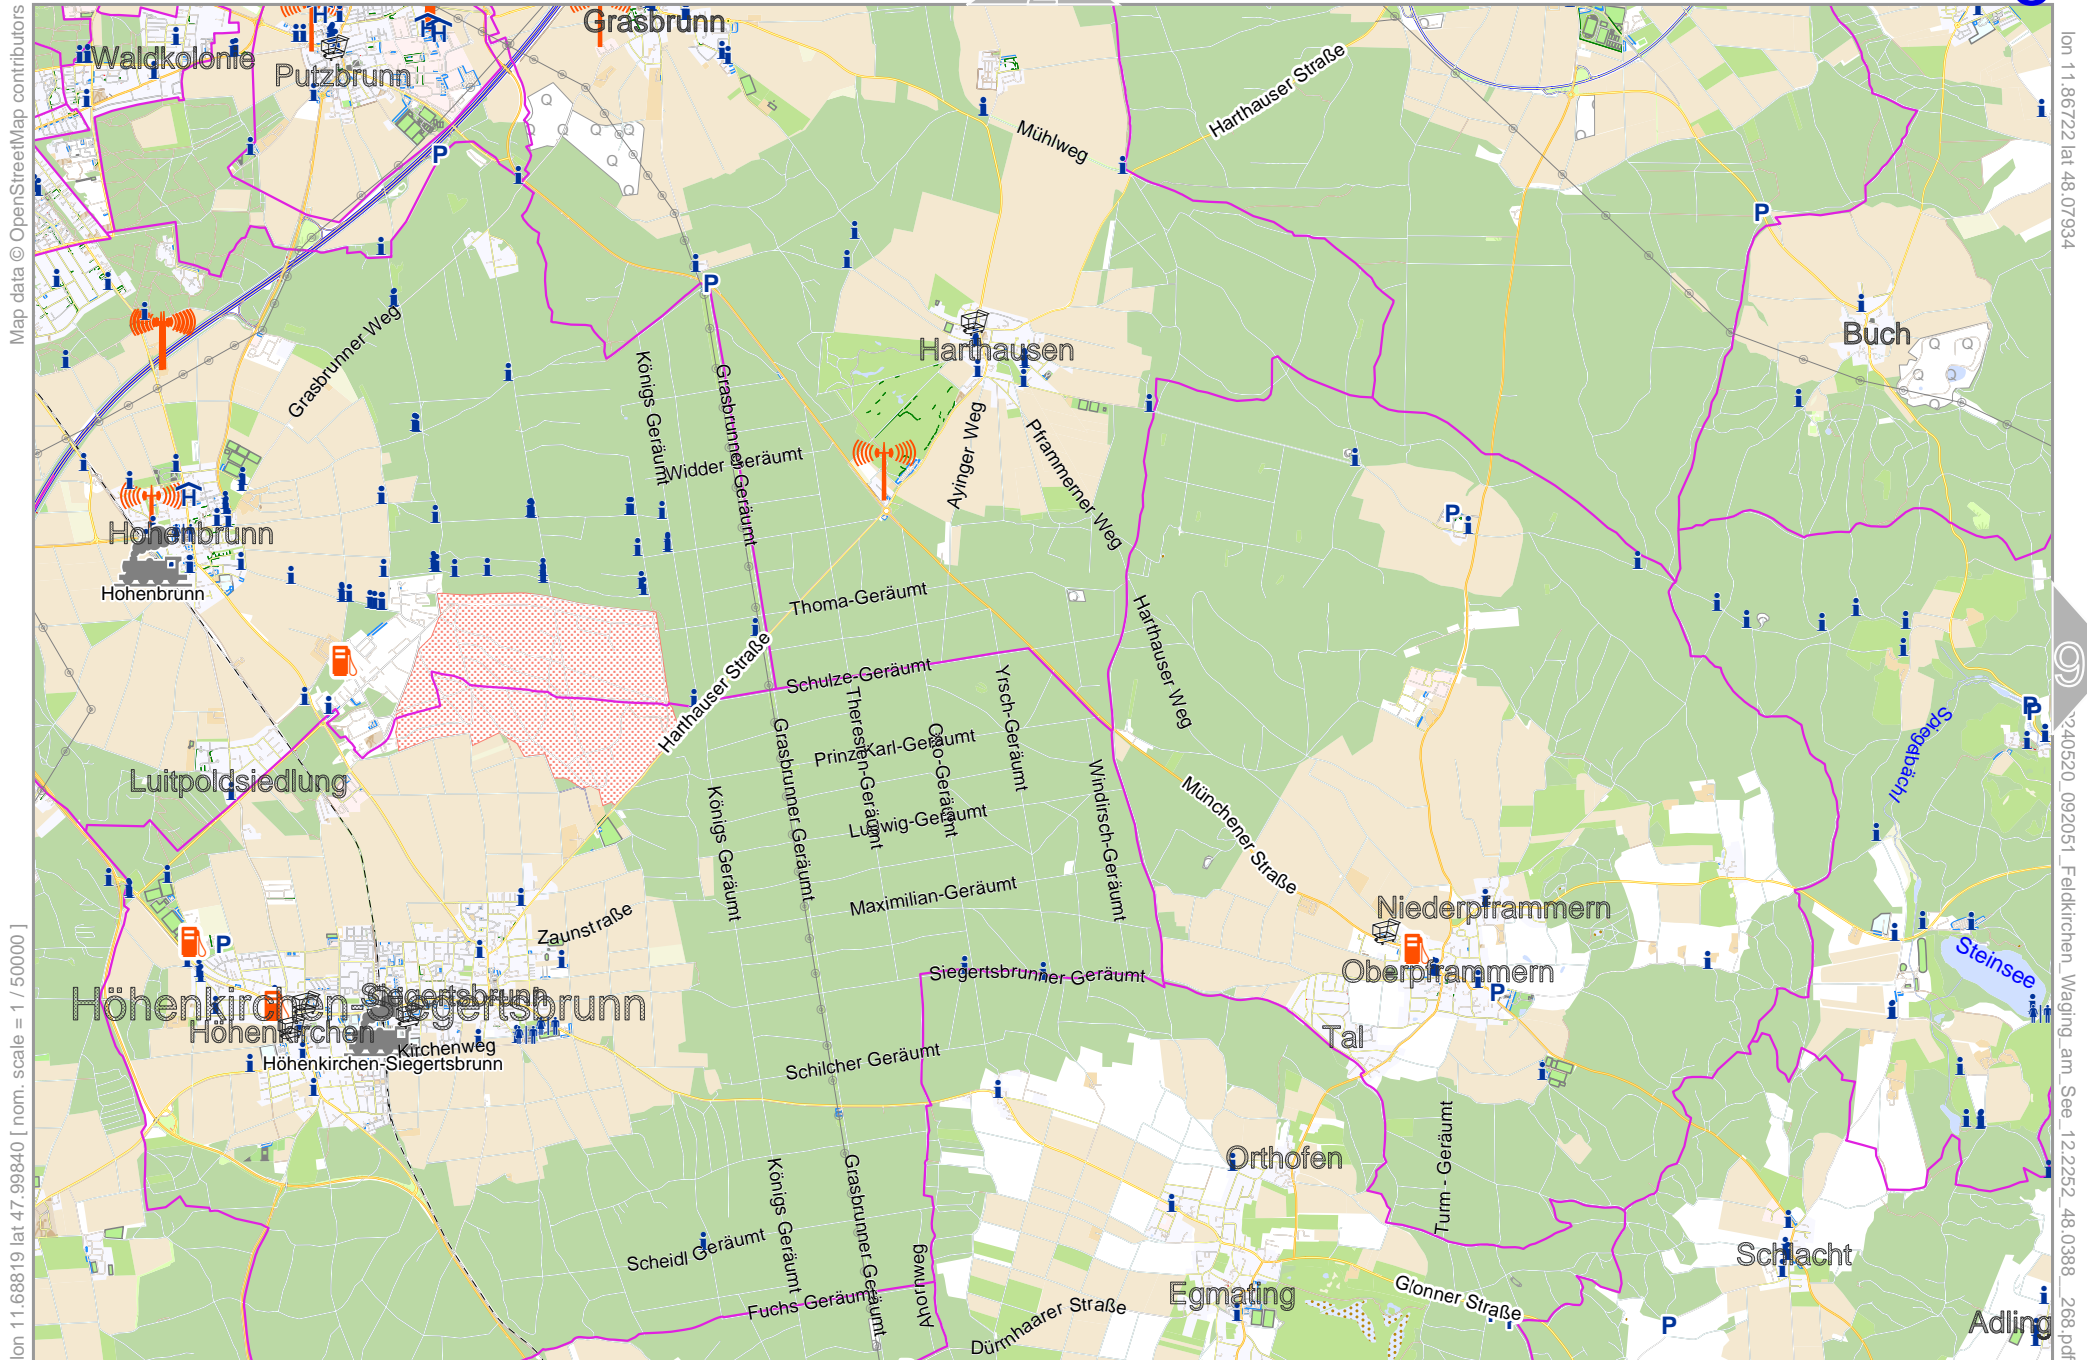 Map data © OpenStreetMap contributors
lon 11.68819 lat 47.99840 [ nom. scale = 1 / 50000 ]
lon 11.86722 lat 48.07934
9
240520_092051_Feldkirchen_Waging_am_See_12.2252_48.0388__268.pdf
Waldkolonie
Putzbrunn
Grasbrunn
Harthauser Straße
Mühlweg
Grasbrunner Weg
Harthausen
Buch
Königs Geräumt
Grasbrunner-Geräumt
Widder Geräumt
Ayinger Weg
Pframmerner Weg
Hohenbrunn
Hohenbrunn
Thoma-Geräumt
Harthauser Weg
Harthauser Straße
Schulze-Geräumt
Theresien-Geräumt
Yrsch-Geräumt
Otto-Geräumt
Prinz-Karl-Geräumt
Spiegelbächl
Luitpoldsiedlung
Grasbrunner Geräumt
Königs Geräumt
Ludwig-Geräumt
Windirsch-Geräumt
Münchener Straße
Maximilian-Geräumt
Zaunstraße
Niederpframmern
Oberpframmern
Siegertsbrunner Geräumt
Steinsee
Höhenkirchen-Siegertsbrunn
Siegertsbrunn
Höhenkirchen
Kirchenweg
Höhenkirchen-Siegertsbrunn
Tal
Schilcher Geräumt
Orthofen
Turm - Geräumt
Königs Geräumt
Grasbrunner Geräumt
Scheidl Geräumt
Ahornweg
Fuchs Geräumt
Dürrnhaarer Straße
Egmating
Glonner Straße
Schlacht
Adling